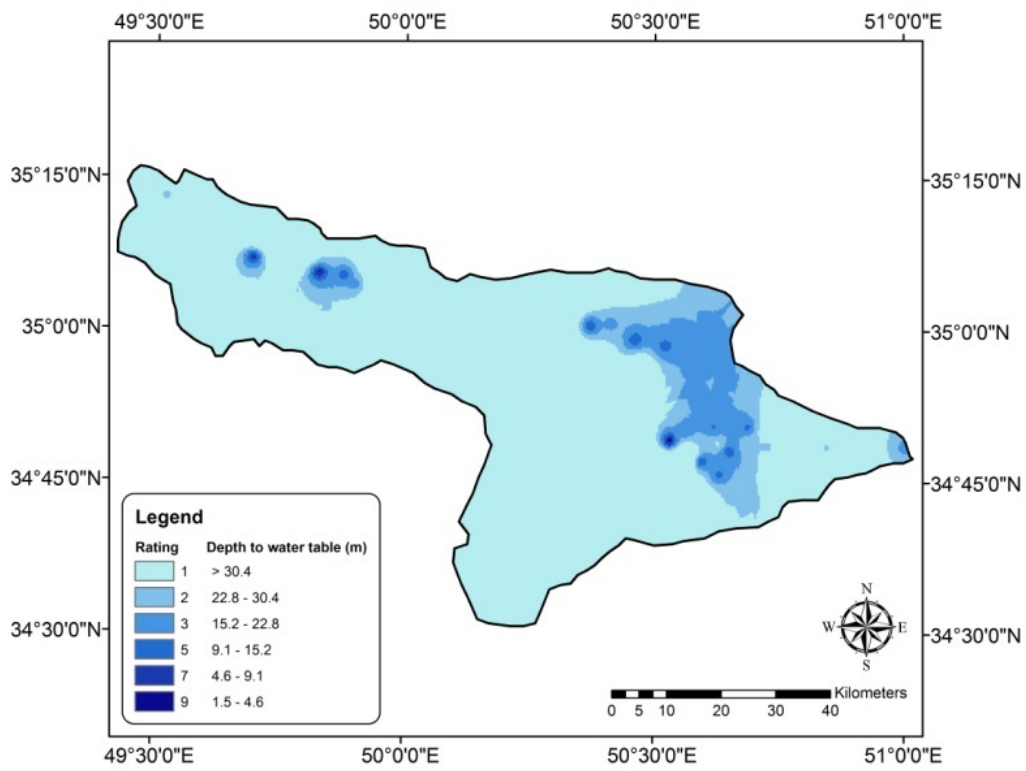 49°30'0"E 50°0'0"E 50°30'0"E 51°0'0"E
35°15'0"N 35°15'0"N
35°0'0"N 35°0'0"N
34°45'0"N 34°45'0"N
34°30'0"N 34°30'0"N
Legend
Rating Depth to water table (m)
1 > 30.4
2 22.8 - 30.4
3 15.2 - 22.8
5 9.1 - 15.2
7 4.6 - 9.1
9 1.5 - 4.6
N
W E
S
Kilometers
0 5 10 20 30 40
49°30'0"E 50°0'0"E 50°30'0"E 51°0'0"E